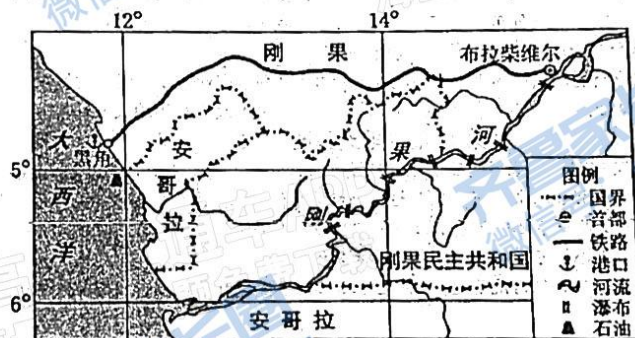 12° 14°
刚 果 布拉柴维尔
大西洋
黑角
安哥拉
刚果河
5°
刚果民主共和国
6°
安哥拉
图例
国界
首都
铁路
港口
河流
瀑布
石油